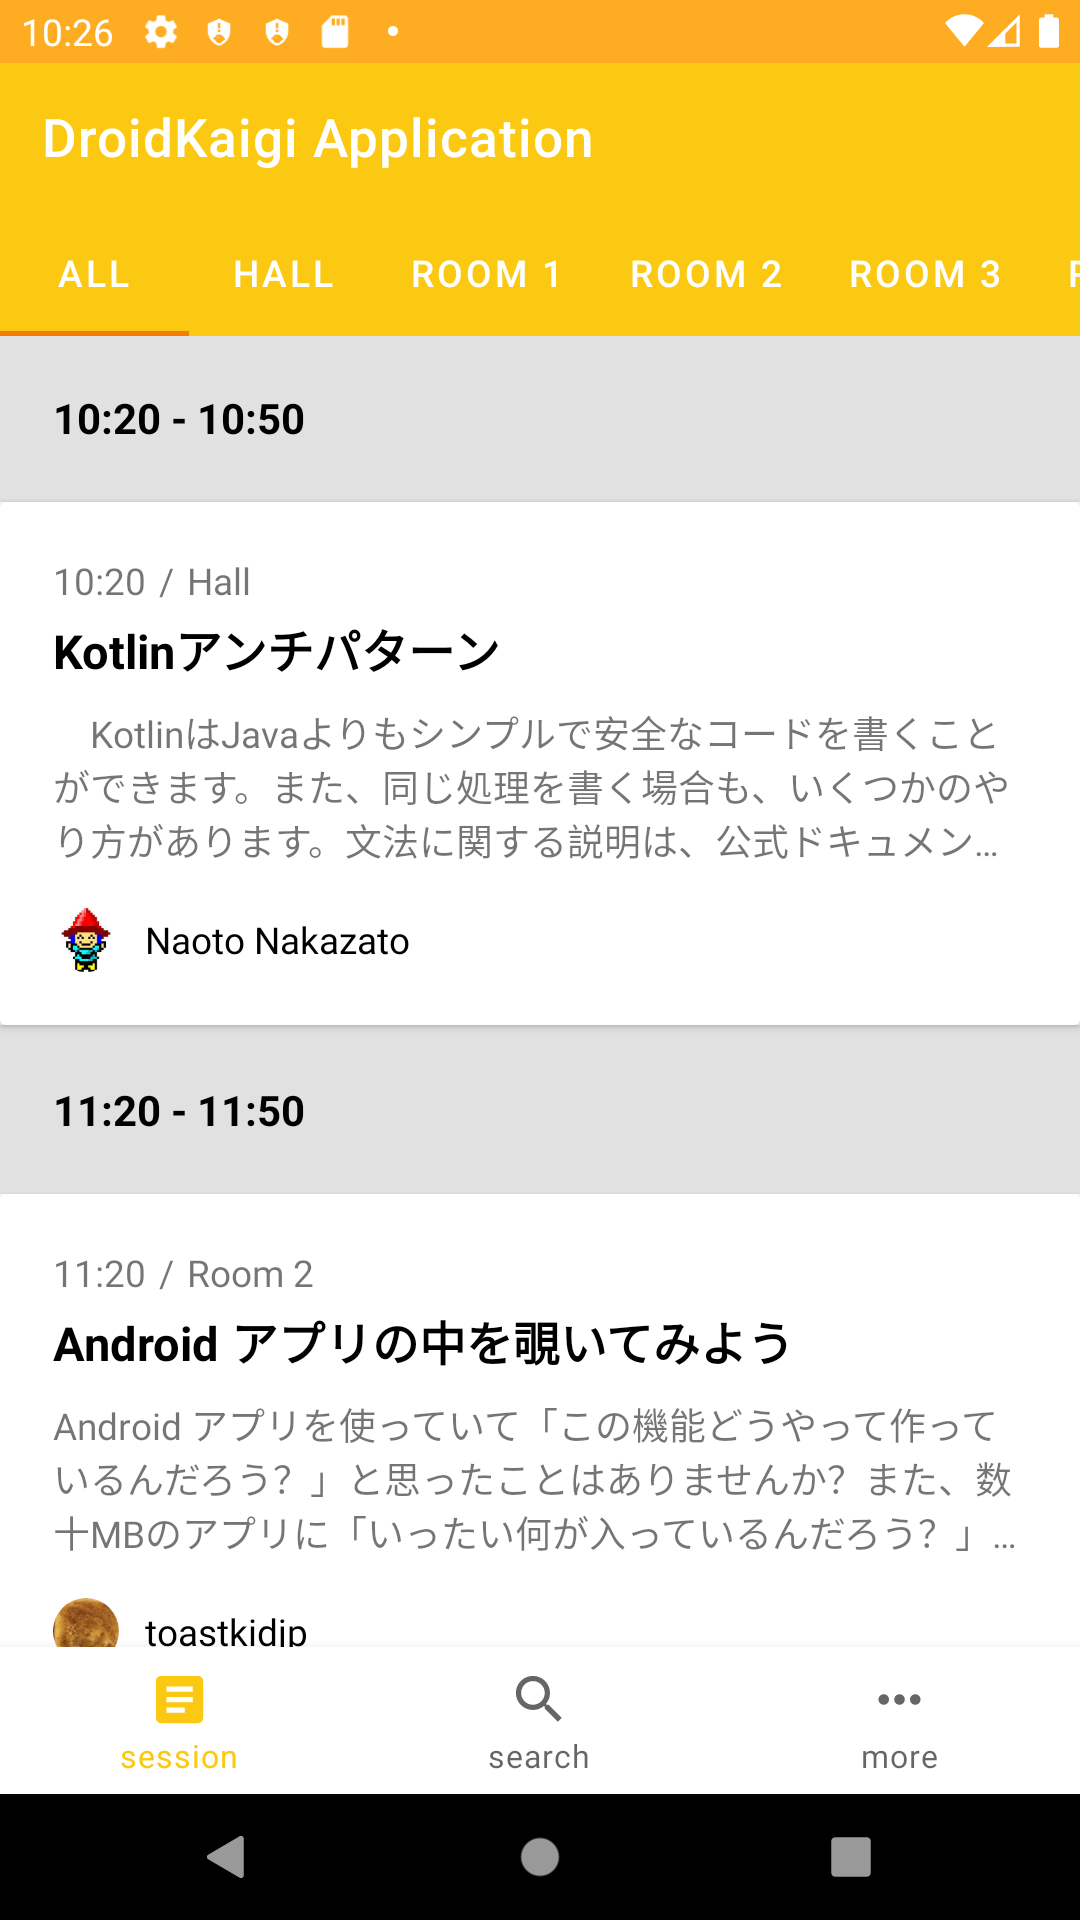 10:26
DroidKaigi Application
ALL HALL ROOM 1 ROOM 2 ROOM 3
10:20 - 10:50
10:20 / Hall
Kotlinアンチパターン
KotlinはJavaよりもシンプルで安全なコードを書くこと
ができます。また、同じ処理を書く場合も、いくつかのや
り方があります。文法に関する説明は、公式ドキュメン…
Naoto Nakazato
11:20 - 11:50
11:20 / Room 2
Android アプリの中を覗いてみよう
Android アプリを使っていて「この機能どうやって作って
いるんだろう？」と思ったことはありませんか？また、数
十MBのアプリに「いったい何が入っているんだろう？」…
toastkidjp
session search more